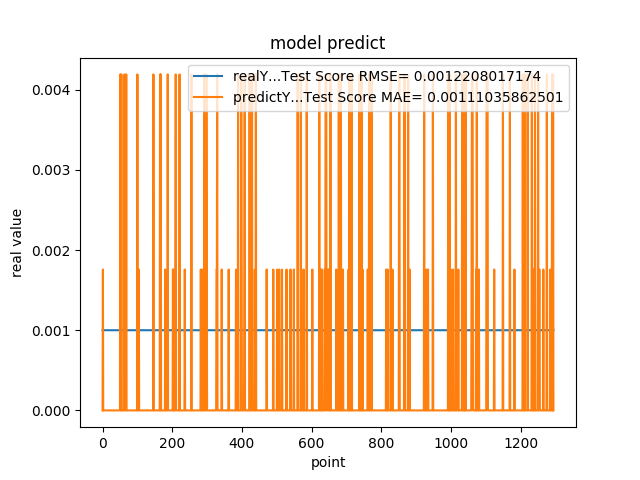 model predict
realY...Test Score RMSE= 0.0012208017174
predictY...Test Score MAE= 0.00111035862501
0.004
0.003
0.002
0.001
0.000
real value
0 200 400 600 800 1000 1200
point